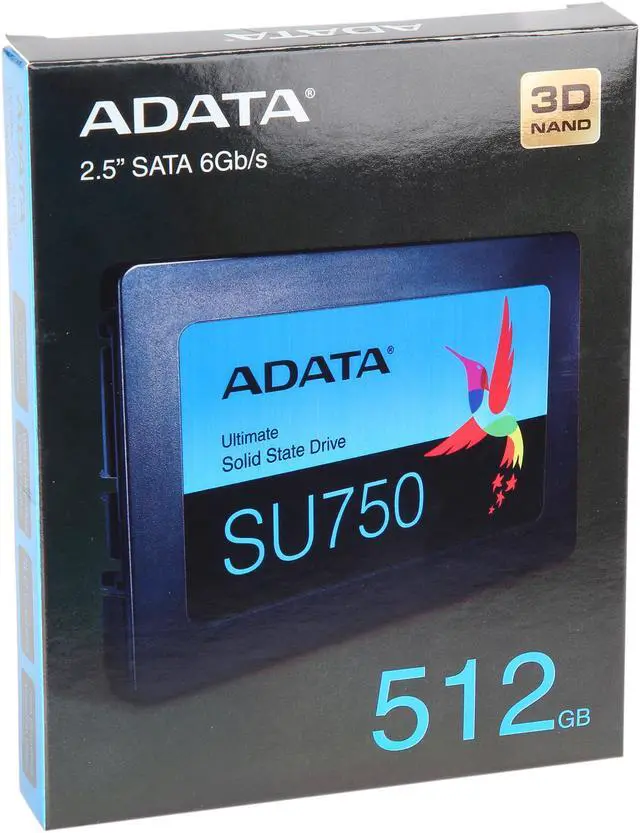 ADATA®
3D
NAND
2.5" SATA 6Gb/s
ADATA®
Ultimate
Solid State Drive
SU750
512GB